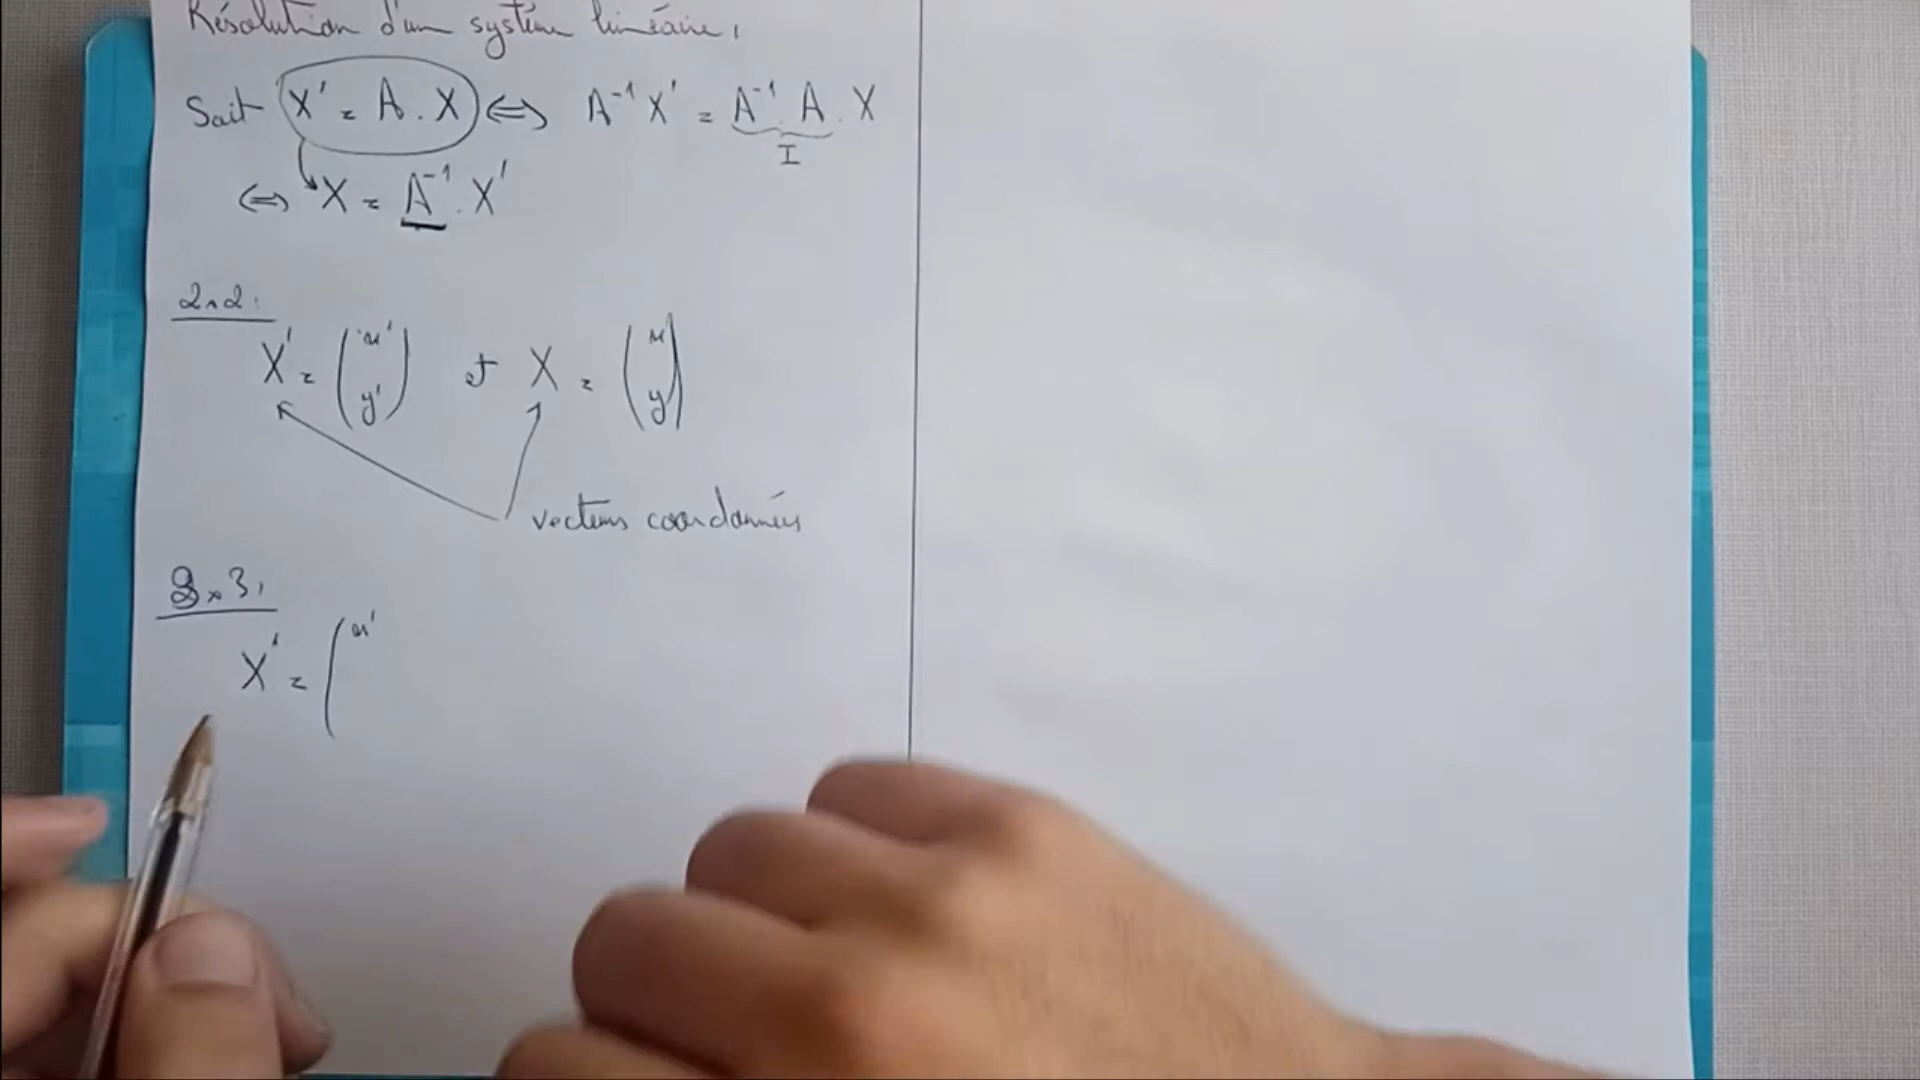 Résolution d'un système linéaire :
Soit X' = A . X ⇔ A⁻¹ X' = A⁻¹ . A . X
I
⇔ X = A⁻¹ . X'
2x2 :
X' = (x' y') et X = (x y)
vecteurs coordonnées
3x3 :
X' = (x'